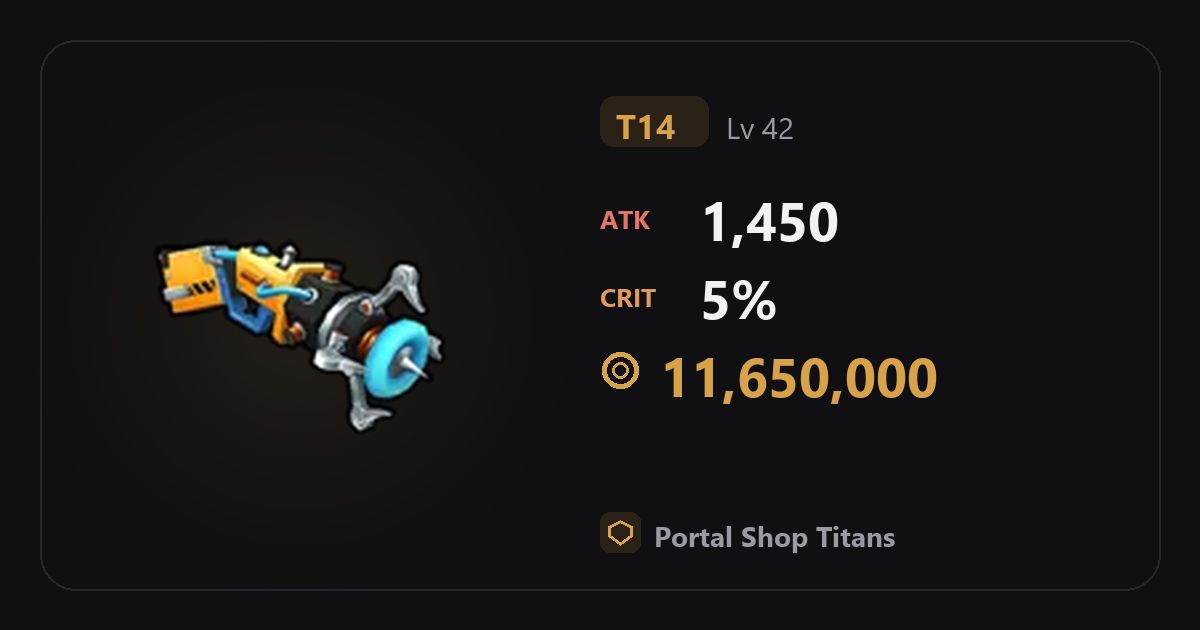 T14 Lv 42
ATK 1,450
CRIT 5%
11,650,000
Portal Shop Titans